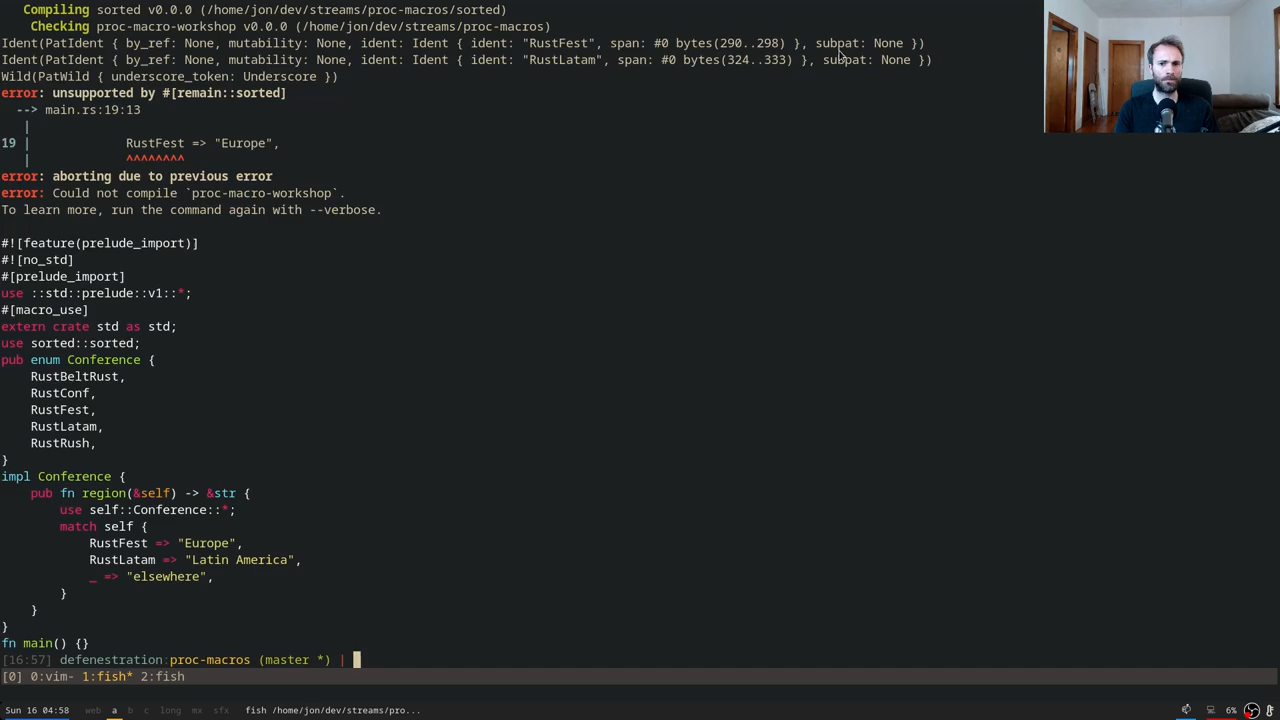 Compiling sorted v0.0.0 (/home/jon/dev/streams/proc-macros/sorted)
Checking proc-macro-workshop v0.0.0 (/home/jon/dev/streams/proc-macros)
Ident(PatIdent { by_ref: None, mutability: None, ident: Ident { ident: "RustFest", span: #0 bytes(290..298) }, subpat: None })
Ident(PatIdent { by_ref: None, mutability: None, ident: Ident { ident: "RustLatam", span: #0 bytes(324..333) }, subpat: None })
Wild(PatWild { underscore_token: Underscore })
error: unsupported by #[remain::sorted]
--> main.rs:19:13
|
19 | RustFest => "Europe",
| ^^^^^^^^
error: aborting due to previous error
error: Could not compile `proc-macro-workshop`.
To learn more, run the command again with --verbose.
#![feature(prelude_import)]
#![no_std]
#[prelude_import]
use ::std::prelude::v1::*;
#[macro_use]
extern crate std as std;
use sorted::sorted;
pub enum Conference {
RustBeltRust,
RustConf,
RustFest,
RustLatam,
RustRush,
}
impl Conference {
pub fn region(&self) -> &str {
use self::Conference::*;
match self {
RustFest => "Europe",
RustLatam => "Latin America",
_ => "elsewhere",
}
}
}
fn main() {}
[16:57] defenestration:proc-macros (master *) |
[0] 0:vim- 1:fish* 2:fish
Sun 16 04:58 web a b c long mx sfx fish /home/jon/dev/streams/pro... 6%